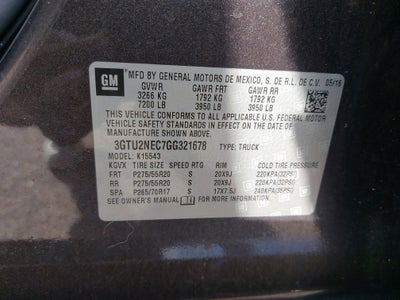 GM
MFD BY GENERAL MOTORS DE MEXICO, S. DE R.L. DE C.V. 05/16
GVWR GAWR FRT GAWR RR
3266 KG 1792 KG 1792 KG
7200 LB 3950 LB 3950 LB
THIS VEHICLE CONFORMS TO ALL APPLICABLE
U.S. FEDERAL MOTOR VEHICLE SAFETY
STANDARDS IN EFFECT ON THE DATE OF
MANUFACTURE SHOWN ABOVE.
3GTU2NEC7GG321678 TYPE: TRUCK
MODEL: K15543
KGVX TIRE SIZE SPEED RTG RIM COLD TIRE PRESSURE
FRT P275/55R20 S 20X9J 220KPA(32PSI)
RR P275/55R20 S 20X9J 220KPA(32PSI)
SPA P265/70R17 S 17X7.5J 240KPA(35PSI)
SEE OWNER'S MANUAL FOR MORE INFORMATION.